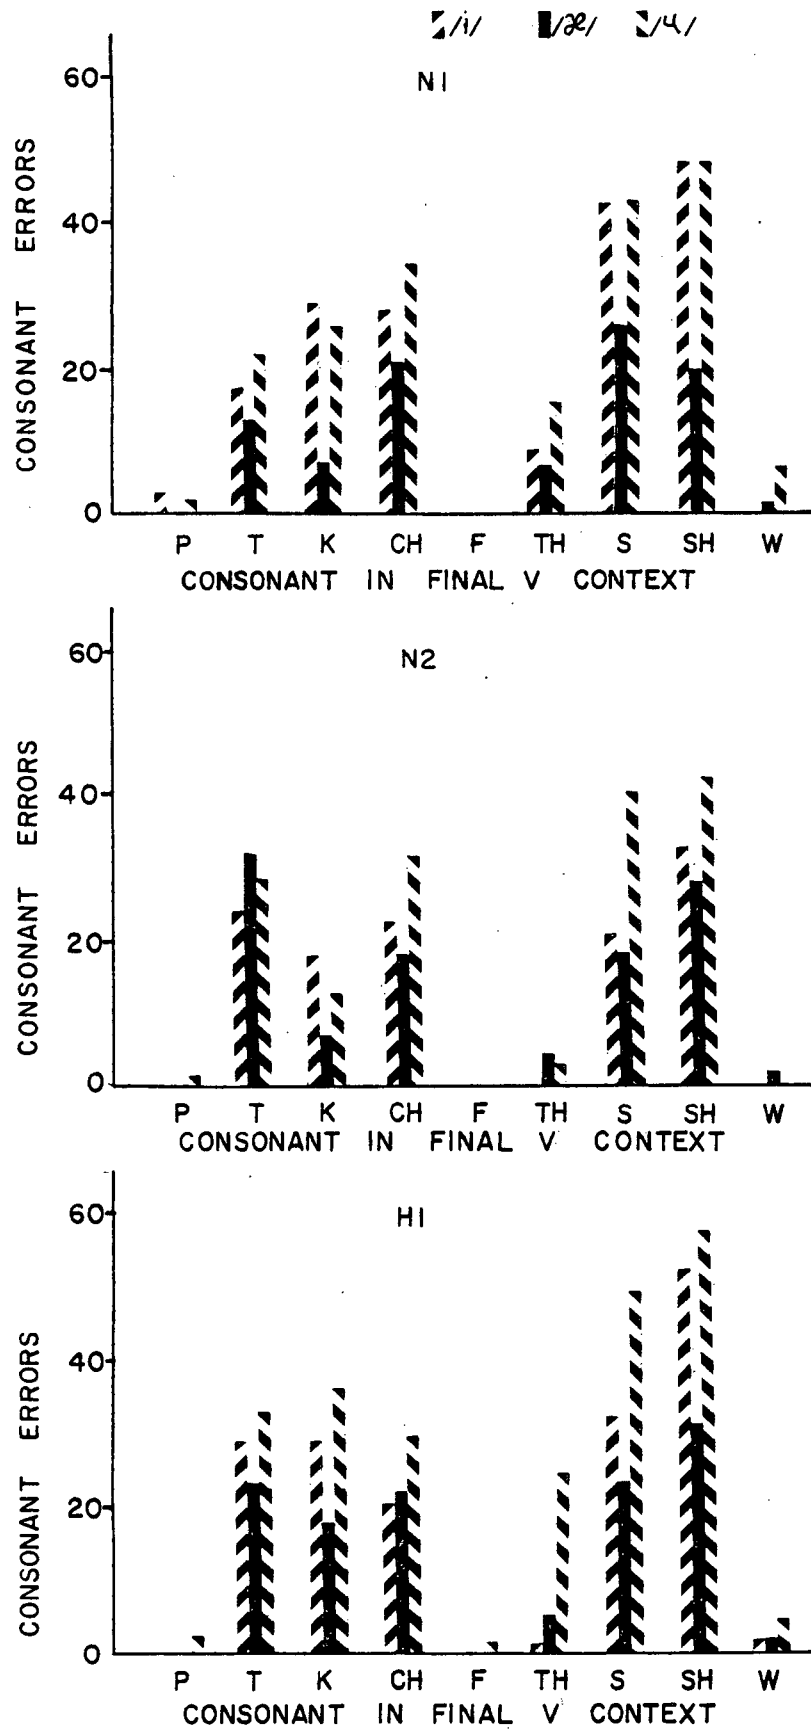 /i/ /æ/ /u/
N1
60
40
20
0
CONSONANT ERRORS
P T K CH F TH S SH W
CONSONANT IN FINAL V CONTEXT
N2
60
40
20
0
CONSONANT ERRORS
P T K CH F TH S SH W
CONSONANT IN FINAL V CONTEXT
H1
60
40
20
0
CONSONANT ERRORS
P T K CH F TH S SH W
CONSONANT IN FINAL V CONTEXT